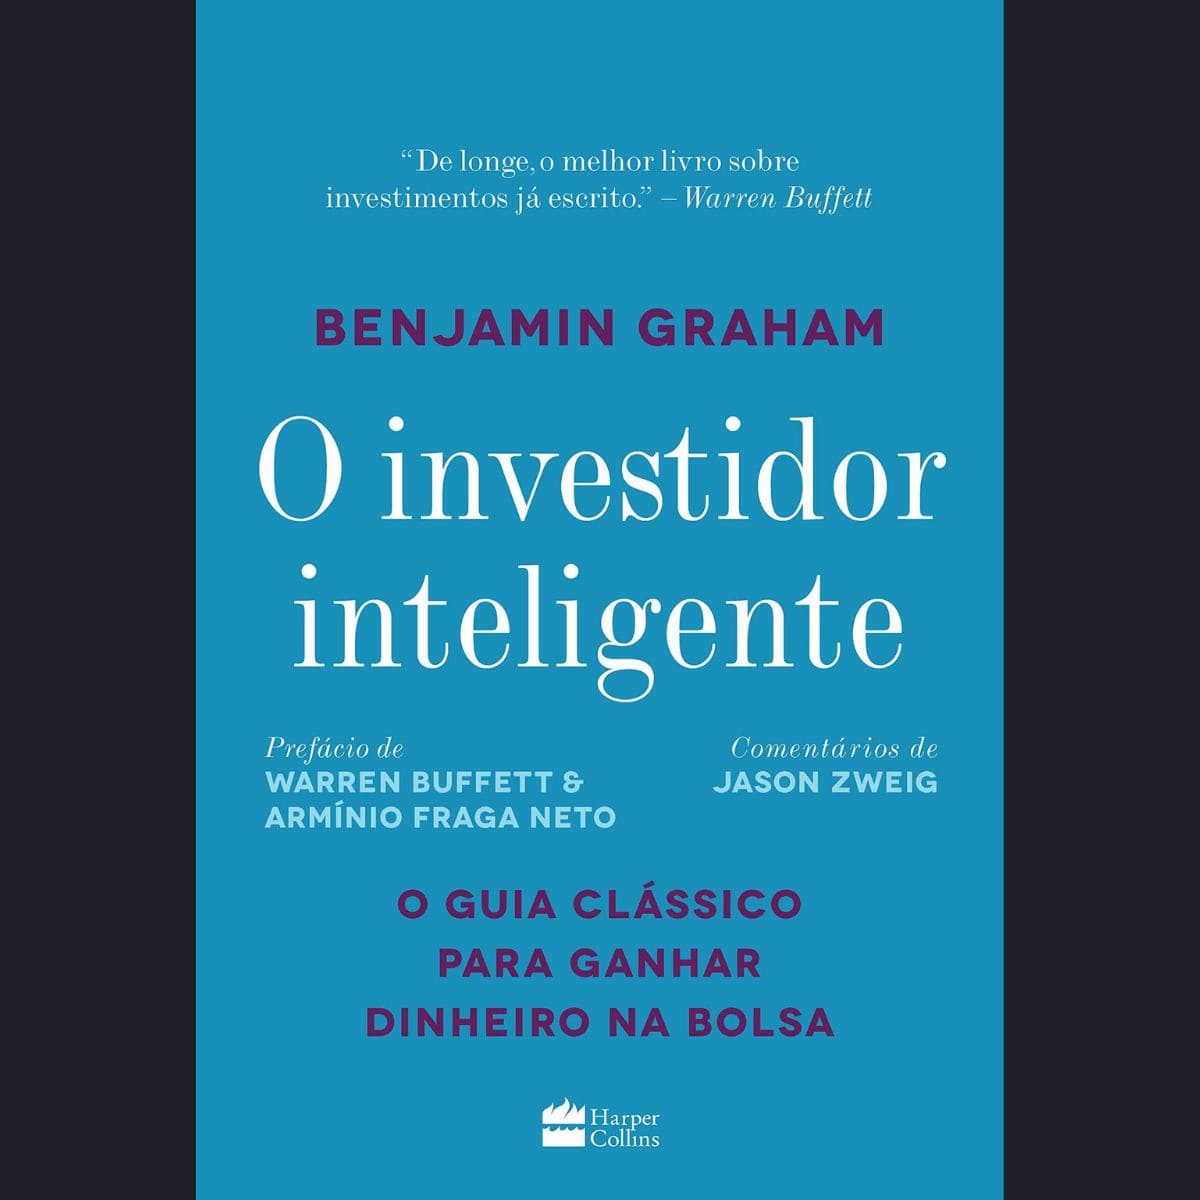 “De longe, o melhor livro sobre
investimentos já escrito.” – Warren Buffett
BENJAMIN GRAHAM
O investidor
inteligente
Prefácio de
WARREN BUFFETT &
ARMÍNIO FRAGA NETO
Comentários de
JASON ZWEIG
O GUIA CLÁSSICO
PARA GANHAR
DINHEIRO NA BOLSA
Harper
Collins